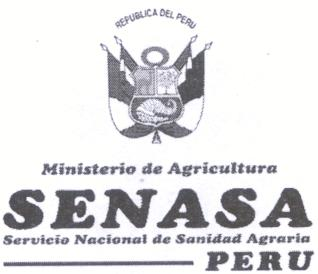 REPUBLICA DEL PERU
Ministerio de Agricultura
SENASA
Servicio Nacional de Sanidad Agraria
PERU